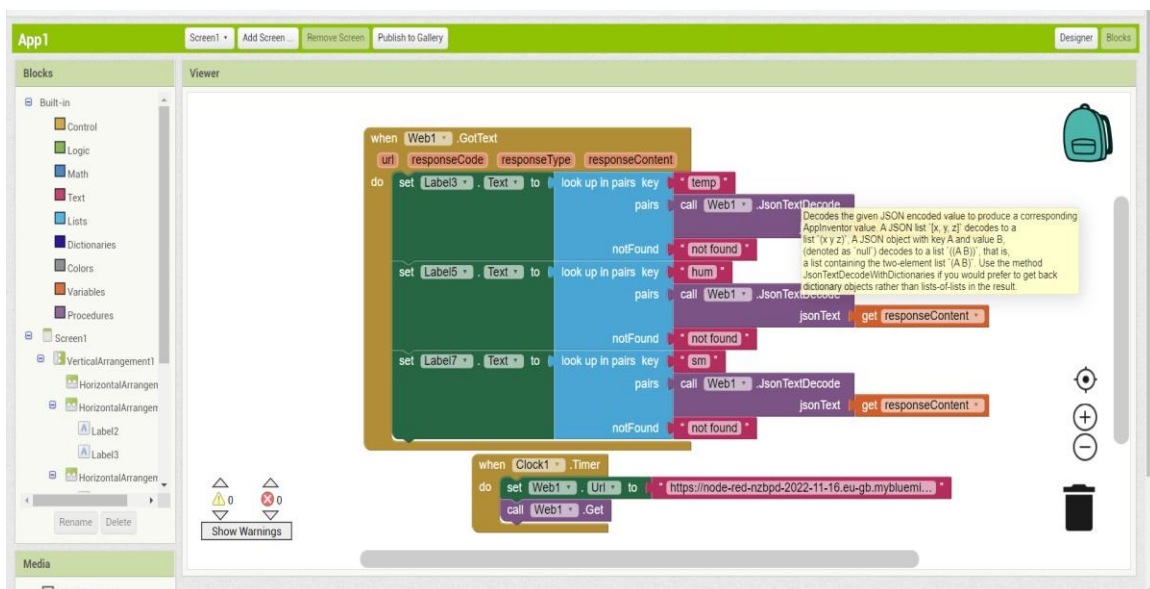 App1
Screen1
Add Screen ...
Remove Screen
Publish to Gallery
Designer
Blocks
Blocks
Viewer
Built-in
Control
Logic
Math
Text
Lists
Dictionaries
Colors
Variables
Procedures
Screen1
VerticalArrangement1
HorizontalArrangen
HorizontalArrangen
Label2
Label3
HorizontalArrangen
Rename
Delete
Media
when Web1 .GotText
url responseCode responseType responseContent
do set Label3 . Text to look up in pairs key " temp "
pairs call Web1 .JsonTextDecode
notFound " not found "
set Label5 . Text to look up in pairs key " hum "
pairs call Web1 .JsonTextDecode
jsonText get responseContent
notFound " not found "
set Label7 . Text to look up in pairs key " sm "
pairs call Web1 .JsonTextDecode
jsonText get responseContent
notFound " not found "
Decodes the given JSON encoded value to produce a corresponding
AppInventor value. A JSON list `[x, y, z]` decodes to a
list `(x y z)`, A JSON object with key A and value B,
(denoted as `null`) decodes to a list `((A B))`, that is,
a list containing the two-element list `(A B)`. Use the method
JsonTextDecodeWithDictionaries if you would prefer to get back
dictionary objects rather than lists-of-lists in the result.
when Clock1 .Timer
do set Web1 . Url to " https://node-red-nzbpd-2022-11-16.eu-gb.mybluemi... "
call Web1 .Get
0
0
Show Warnings